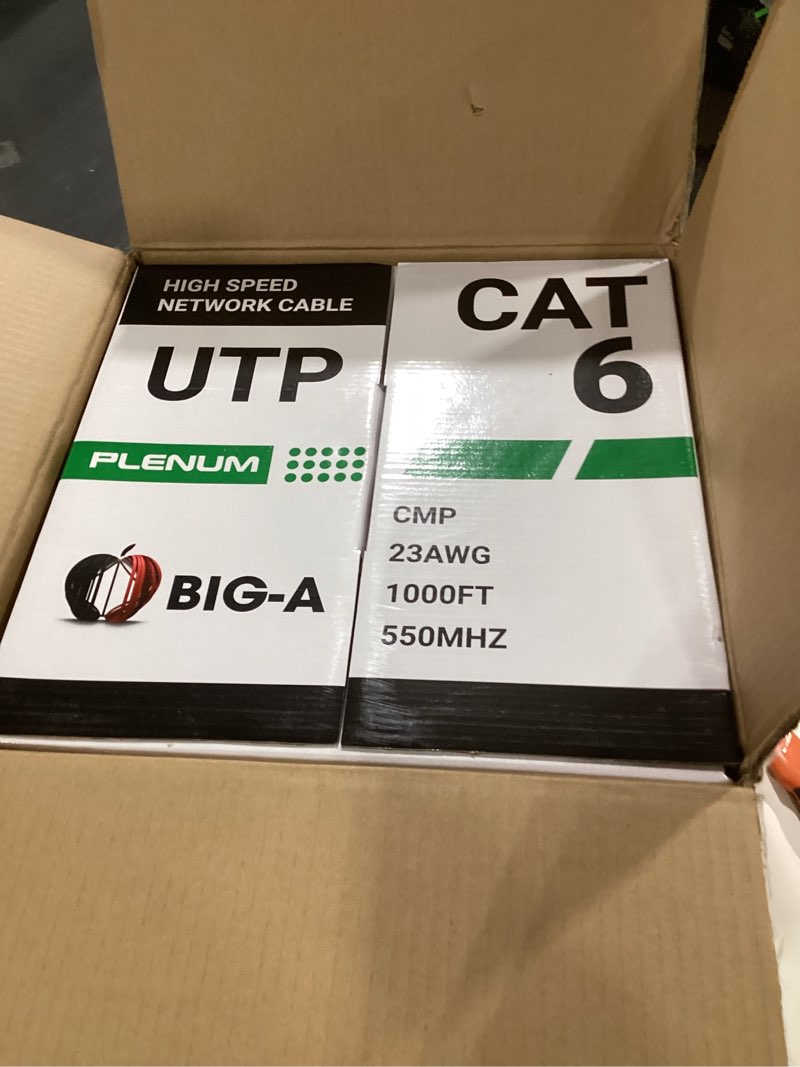 HIGH SPEED
NETWORK CABLE
UTP
PLENUM
BIG-A
CAT
6
CMP
23AWG
1000FT
550MHZ